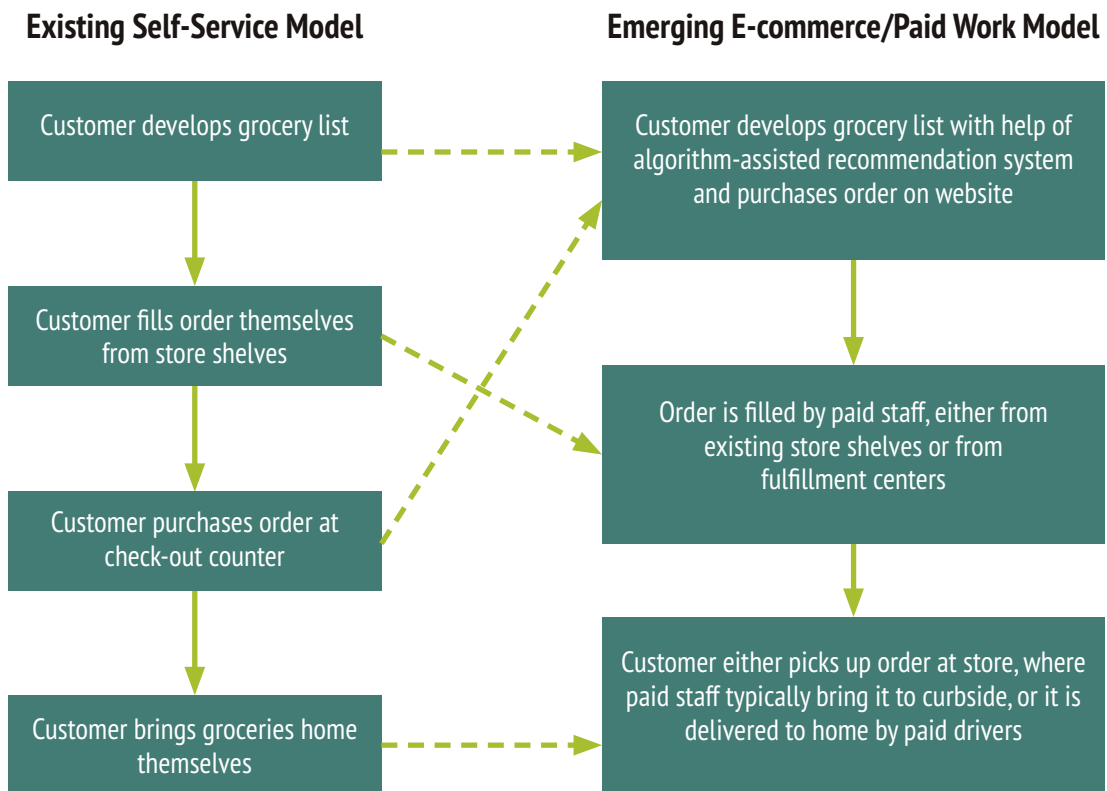 Existing Self-Service Model
Customer develops grocery list
Customer fills order themselves
from store shelves
Customer purchases order at
check-out counter
Customer brings groceries home
themselves
Emerging E-commerce/Paid Work Model
Customer develops grocery list with help of
algorithm-assisted recommendation system
and purchases order on website
Order is filled by paid staff, either from
existing store shelves or from
fulfillment centers
Customer either picks up order at store, where
paid staff typically bring it to curbside, or it is
delivered to home by paid drivers